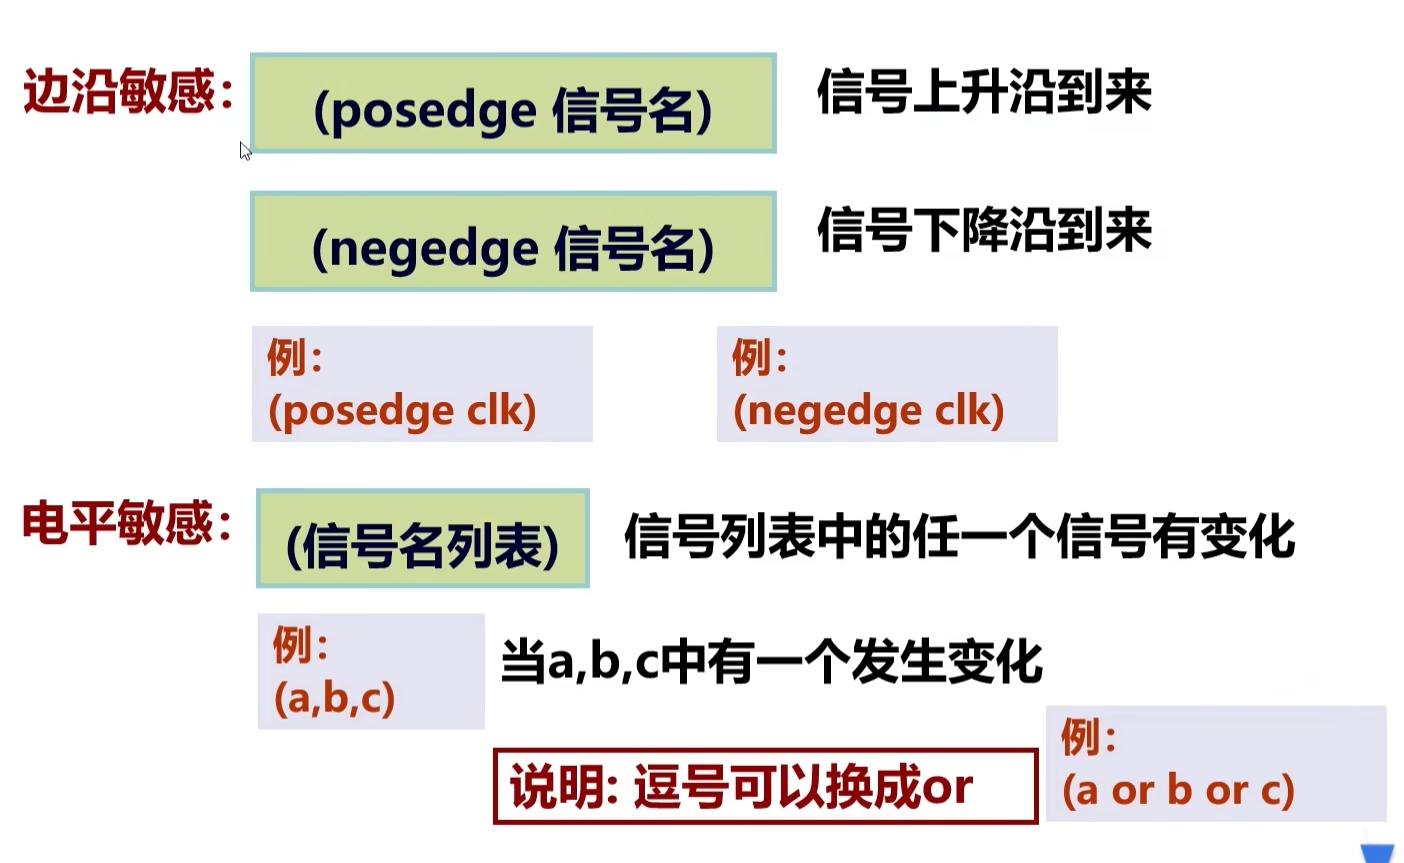 边沿敏感：
(posedge 信号名)
信号上升沿到来
(negedge 信号名)
信号下降沿到来
例：
(posedge clk)
例：
(negedge clk)
电平敏感：
(信号名列表)
信号列表中的任一个信号有变化
例：
(a,b,c)
当a,b,c中有一个发生变化
说明: 逗号可以换成or
例：
(a or b or c)